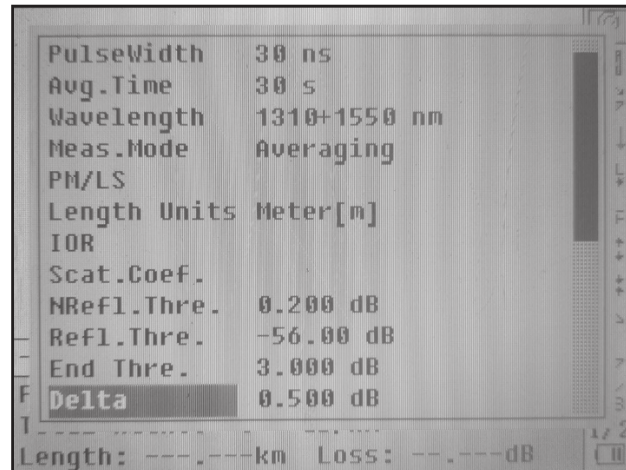 PulseWidth 30 ns
Avg.Time 30 s
Wavelength 1310+1550 nm
Meas.Mode Averaging
PM/LS
Length Units Meter[m]
IOR
Scat.Coef.
NRefl.Thre. 0.200 dB
Refl.Thre. -56.00 dB
End Thre. 3.000 dB
Delta 0.500 dB
Length: ---.---km Loss: --.---dB